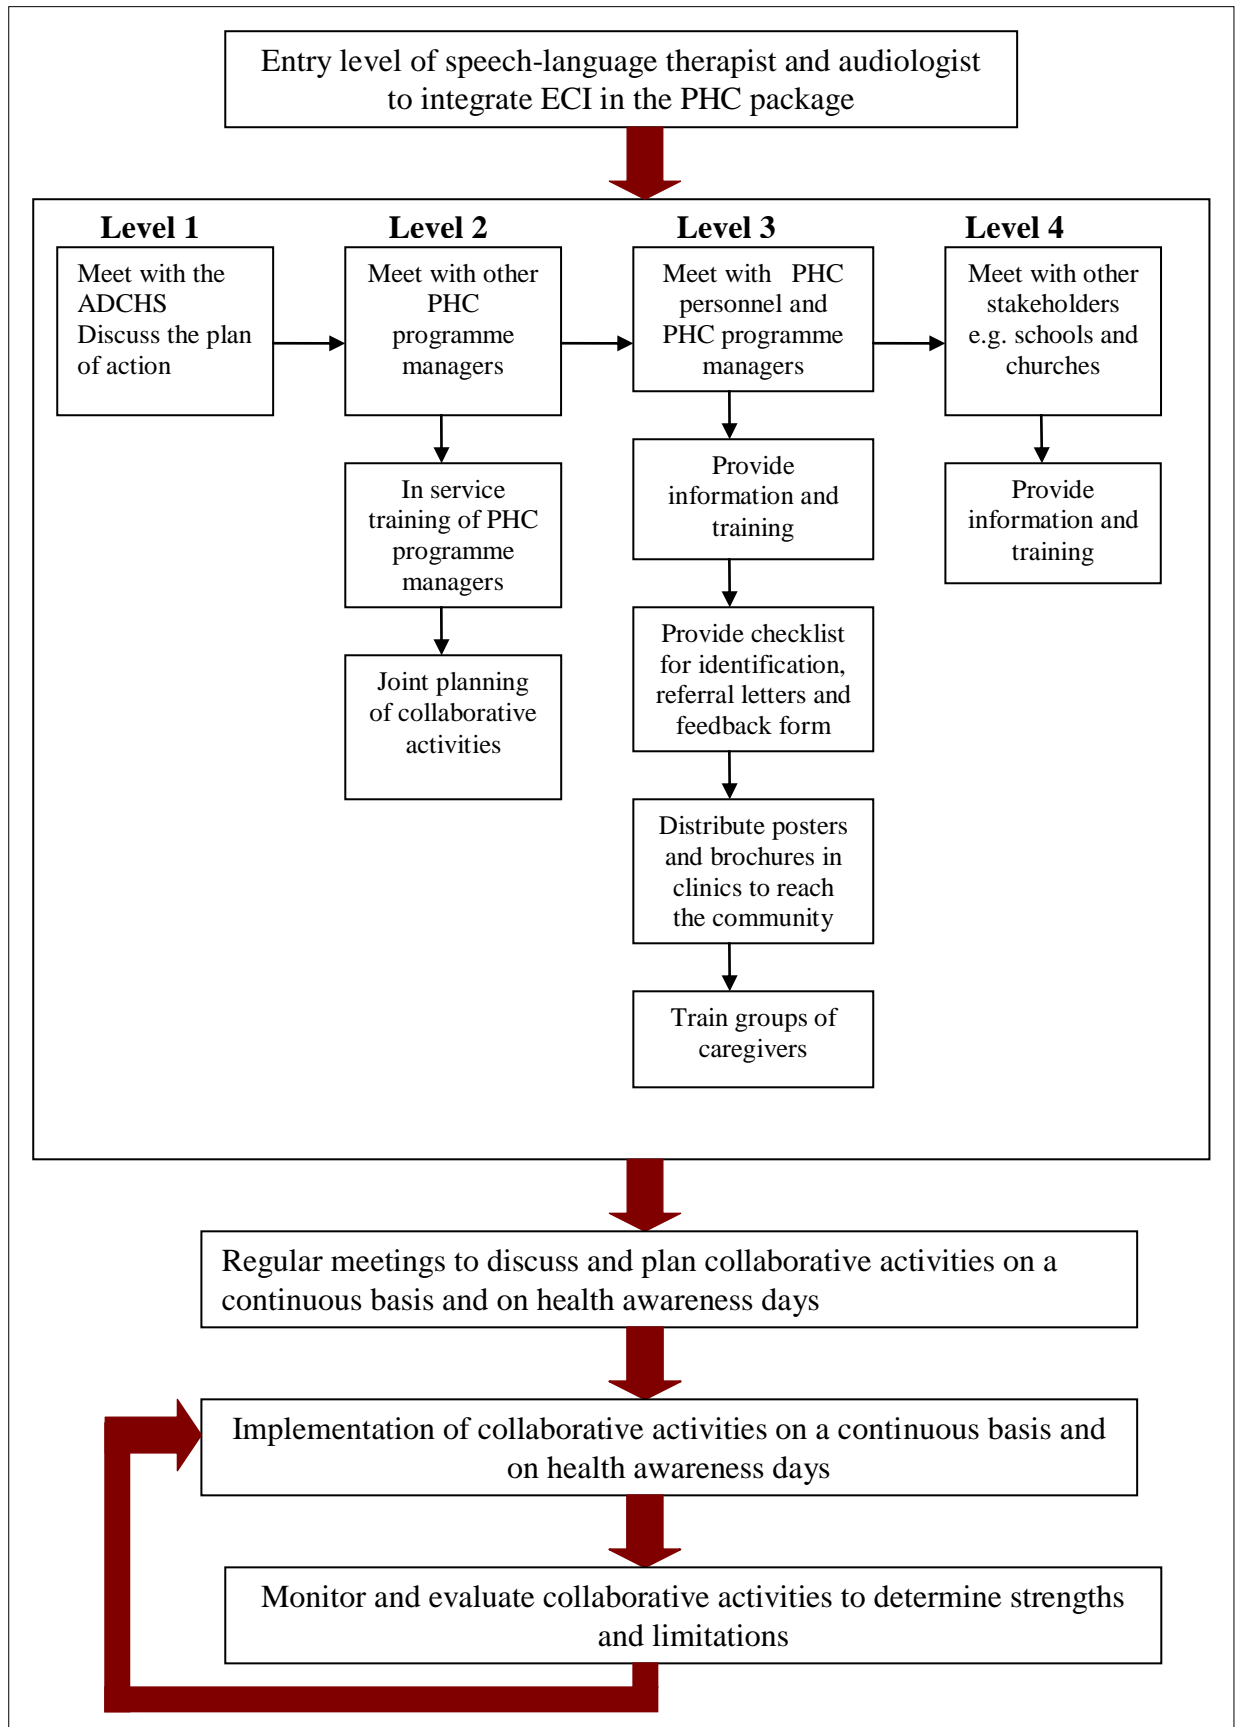 Entry level of speech-language therapist and audiologist
to integrate ECI in the PHC package
Level 1
Meet with the
ADCHS
Discuss the plan
of action
Level 2
Meet with other
PHC
programme
managers
In service
training of PHC
programme
managers
Joint planning
of collaborative
activities
Level 3
Meet with PHC
personnel and
PHC programme
managers
Provide
information and
training
Provide checklist
for identification,
referral letters and
feedback form
Distribute posters
and brochures in
clinics to reach
the community
Train groups of
caregivers
Level 4
Meet with other
stakeholders
e.g. schools and
churches
Provide
information and
training
Regular meetings to discuss and plan collaborative activities on a
continuous basis and on health awareness days
Implementation of collaborative activities on a continuous basis and
on health awareness days
Monitor and evaluate collaborative activities to determine strengths
and limitations